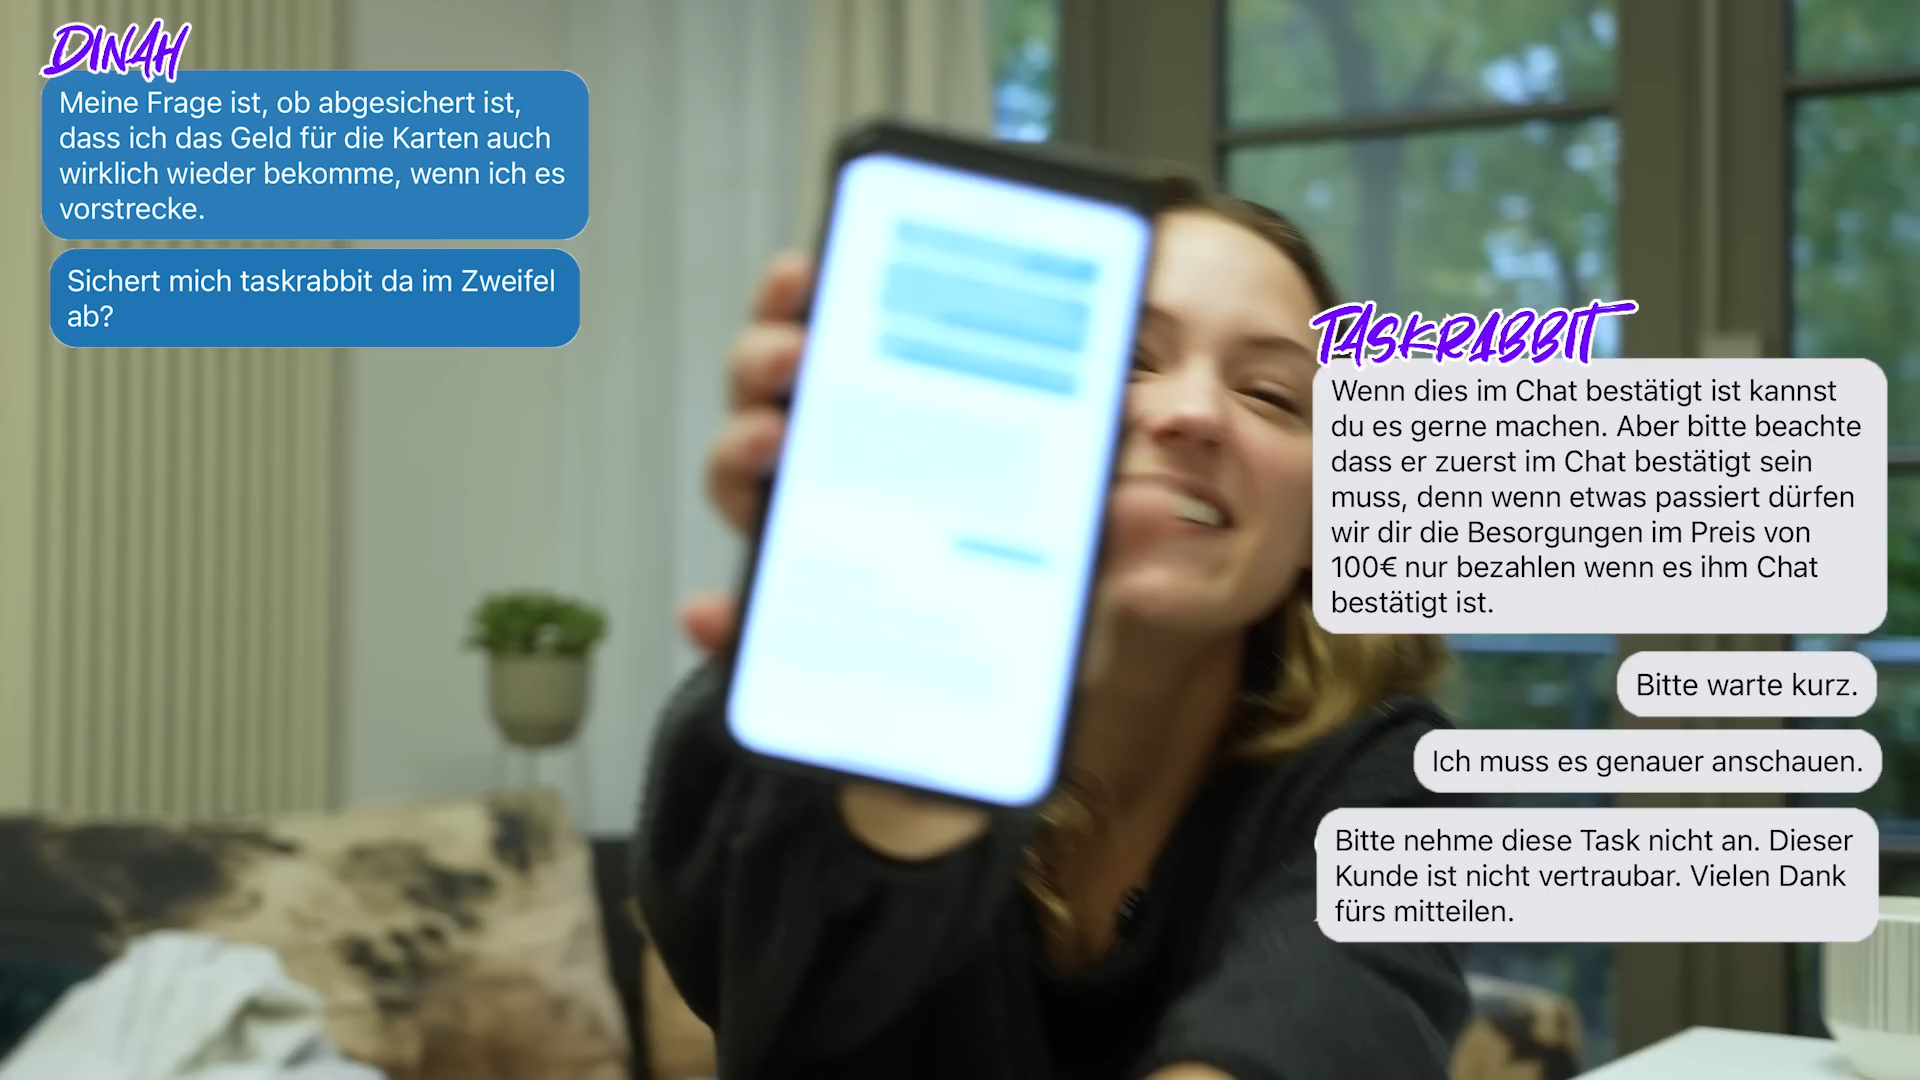 DINAH
Meine Frage ist, ob abgesichert ist,
dass ich das Geld für die Karten auch
wirklich wieder bekomme, wenn ich es
vorstrecke.
Sichert mich taskrabbit da im Zweifel
ab?
TASKRABBIT
Wenn dies im Chat bestätigt ist kannst
du es gerne machen. Aber bitte beachte
dass er zuerst im Chat bestätigt sein
muss, denn wenn etwas passiert dürfen
wir dir die Besorgungen im Preis von
100€ nur bezahlen wenn es ihm Chat
bestätigt ist.
Bitte warte kurz.
Ich muss es genauer anschauen.
Bitte nehme diese Task nicht an. Dieser
Kunde ist nicht vertraubar. Vielen Dank
fürs mitteilen.